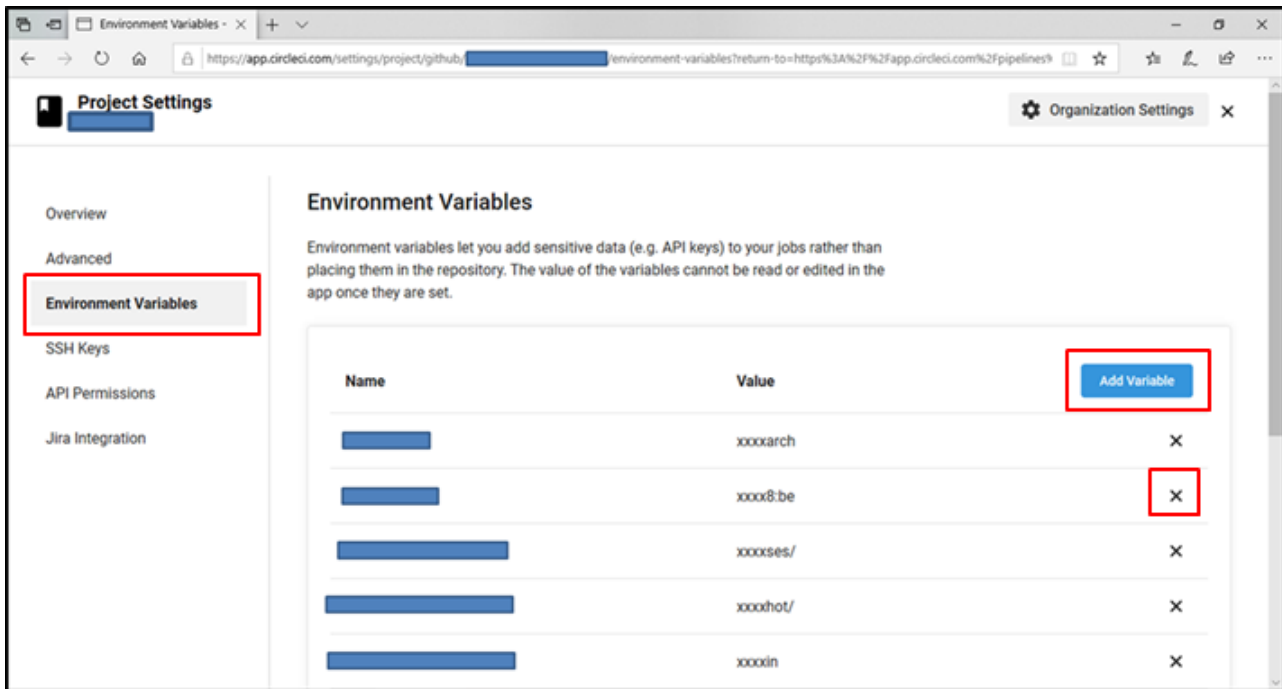 Environment Variables -
https://app.circleci.com/settings/project/github/ /environment-variables?return-to=https%3A%2F%2Fapp.circleci.com%2Fpipelines%
Project Settings
Organization Settings
Overview
Advanced
Environment Variables
SSH Keys
API Permissions
Jira Integration
Environment Variables
Environment variables let you add sensitive data (e.g. API keys) to your jobs rather than
placing them in the repository. The value of the variables cannot be read or edited in the
app once they are set.
Name Value Add Variable
xxxxarch
xxxx8:be
xxxxses/
xxxxhot/
xxxxin